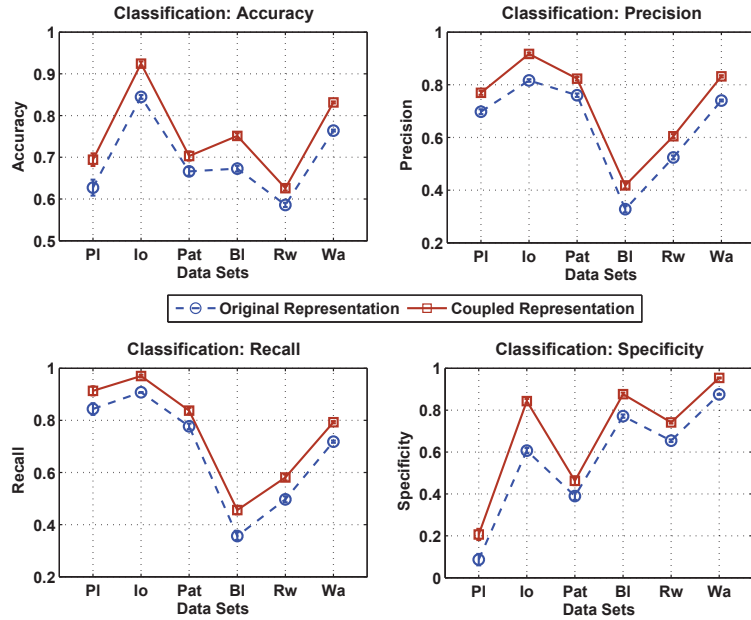 Classification: Accuracy
1
0.9
0.8
0.7
0.6
0.5
Accuracy
Pl Io Pat Bl Rw Wa
Data Sets
Classification: Precision
1
0.8
0.6
0.4
0.2
Precision
Pl Io Pat Bl Rw Wa
Data Sets
Original Representation Coupled Representation
Classification: Recall
1
0.8
0.6
0.4
0.2
Recall
Pl Io Pat Bl Rw Wa
Data Sets
Classification: Specificity
1
0.8
0.6
0.4
0.2
0
Specificity
Pl Io Pat Bl Rw Wa
Data Sets